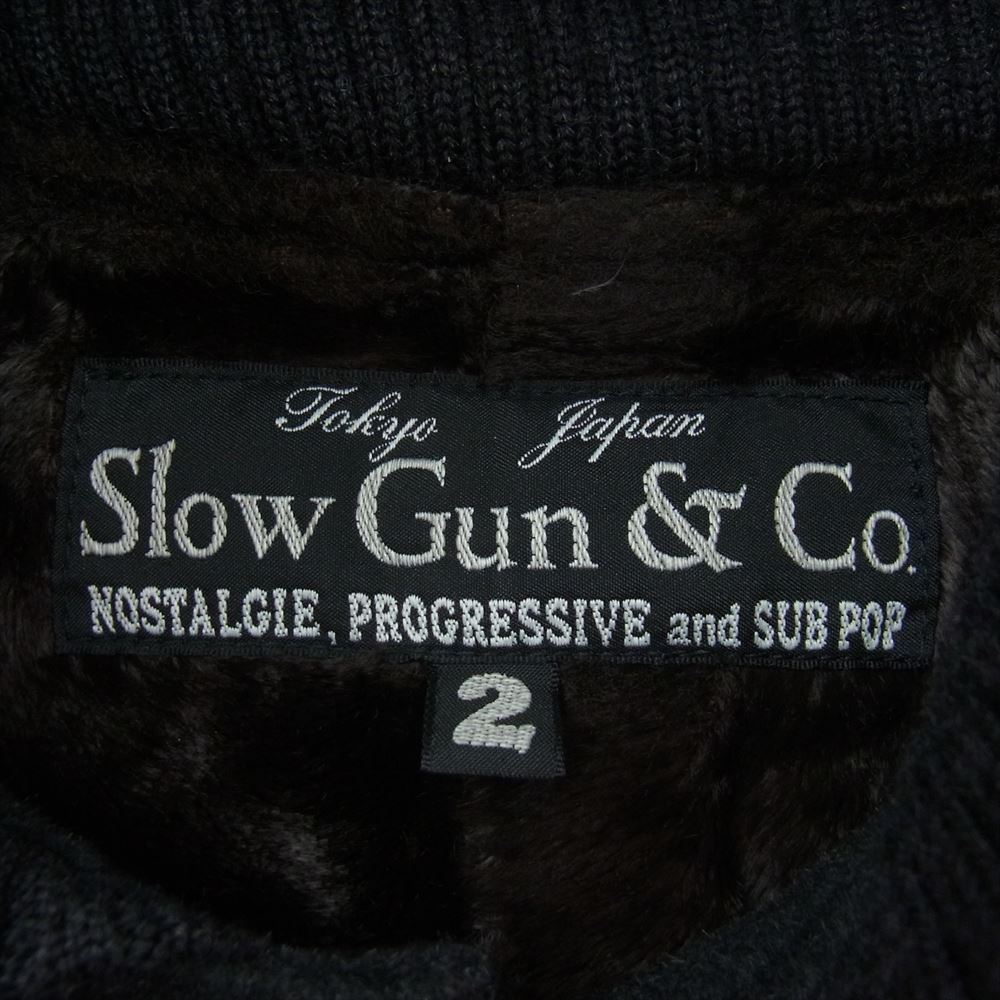 Tokyo Japan
Slow Gun & Co.
NOSTALGIE, PROGRESSIVE and SUB POP
2